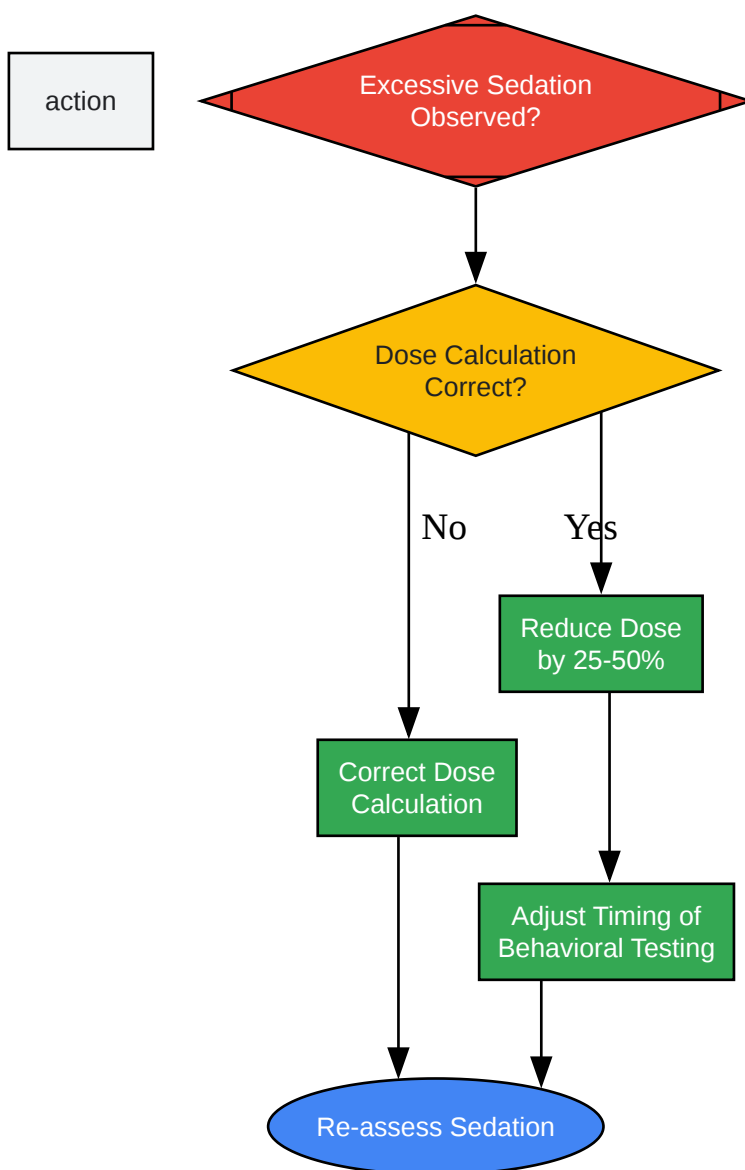 action
Excessive Sedation
Observed?
Dose Calculation
Correct?
No
Yes
Reduce Dose
by 25-50%
Correct Dose
Calculation
Adjust Timing of
Behavioral Testing
Re-assess Sedation